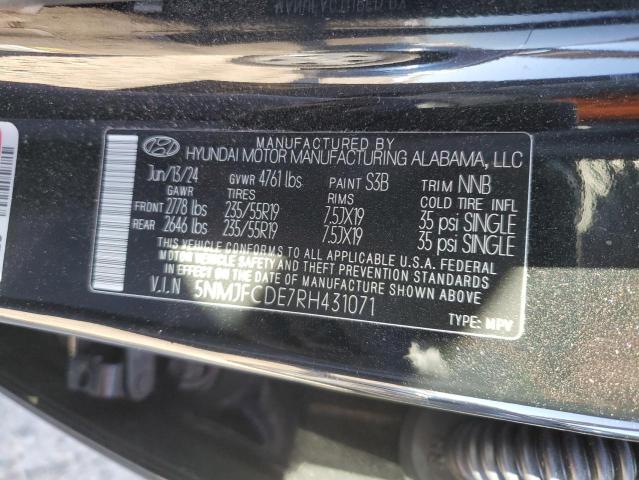 MANUFACTURED BY
HYUNDAI MOTOR MANUFACTURING ALABAMA, LLC
Jun/13/24 GVWR 4761 lbs PAINT S3B TRIM NNB
GAWR TIRES RIMS COLD TIRE INFL
FRONT 2778 lbs 235/55R19 7.5JX19 35 psi SINGLE
REAR 2646 lbs 235/55R19 7.5JX19 35 psi SINGLE
THIS VEHICLE CONFORMS TO ALL APPLICABLE U.S. FEDERAL
MOTOR VEHICLE SAFETY AND THEFT PREVENTION STANDARDS
IN EFFECT ON THE DATE OF MANUFACTURE SHOWN ABOVE.
V.I.N 5NMJFCDE7RH431071
TYPE: MPV